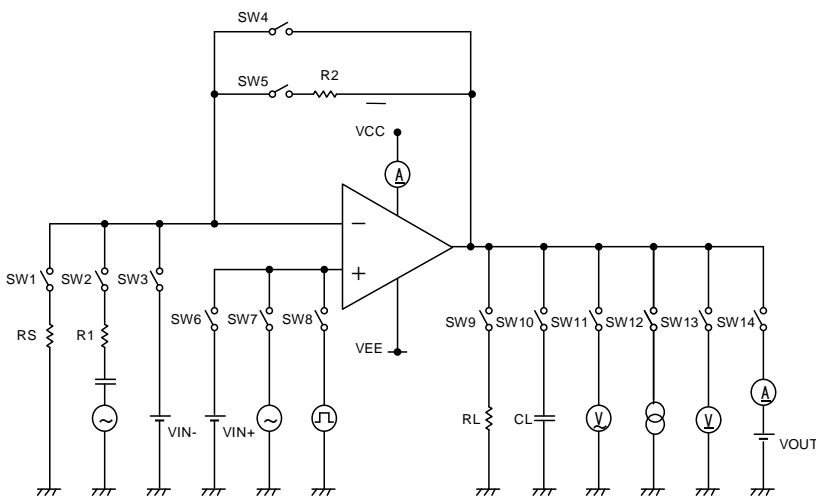 SW4
SW5
R2
VCC
A
−
+
SW1
SW2
SW3
SW6
SW7
SW8
VEE
SW9
SW10
SW11
SW12
SW13
SW14
RS
R1
VIN-
VIN+
RL
CL
V
V
A
VOUT